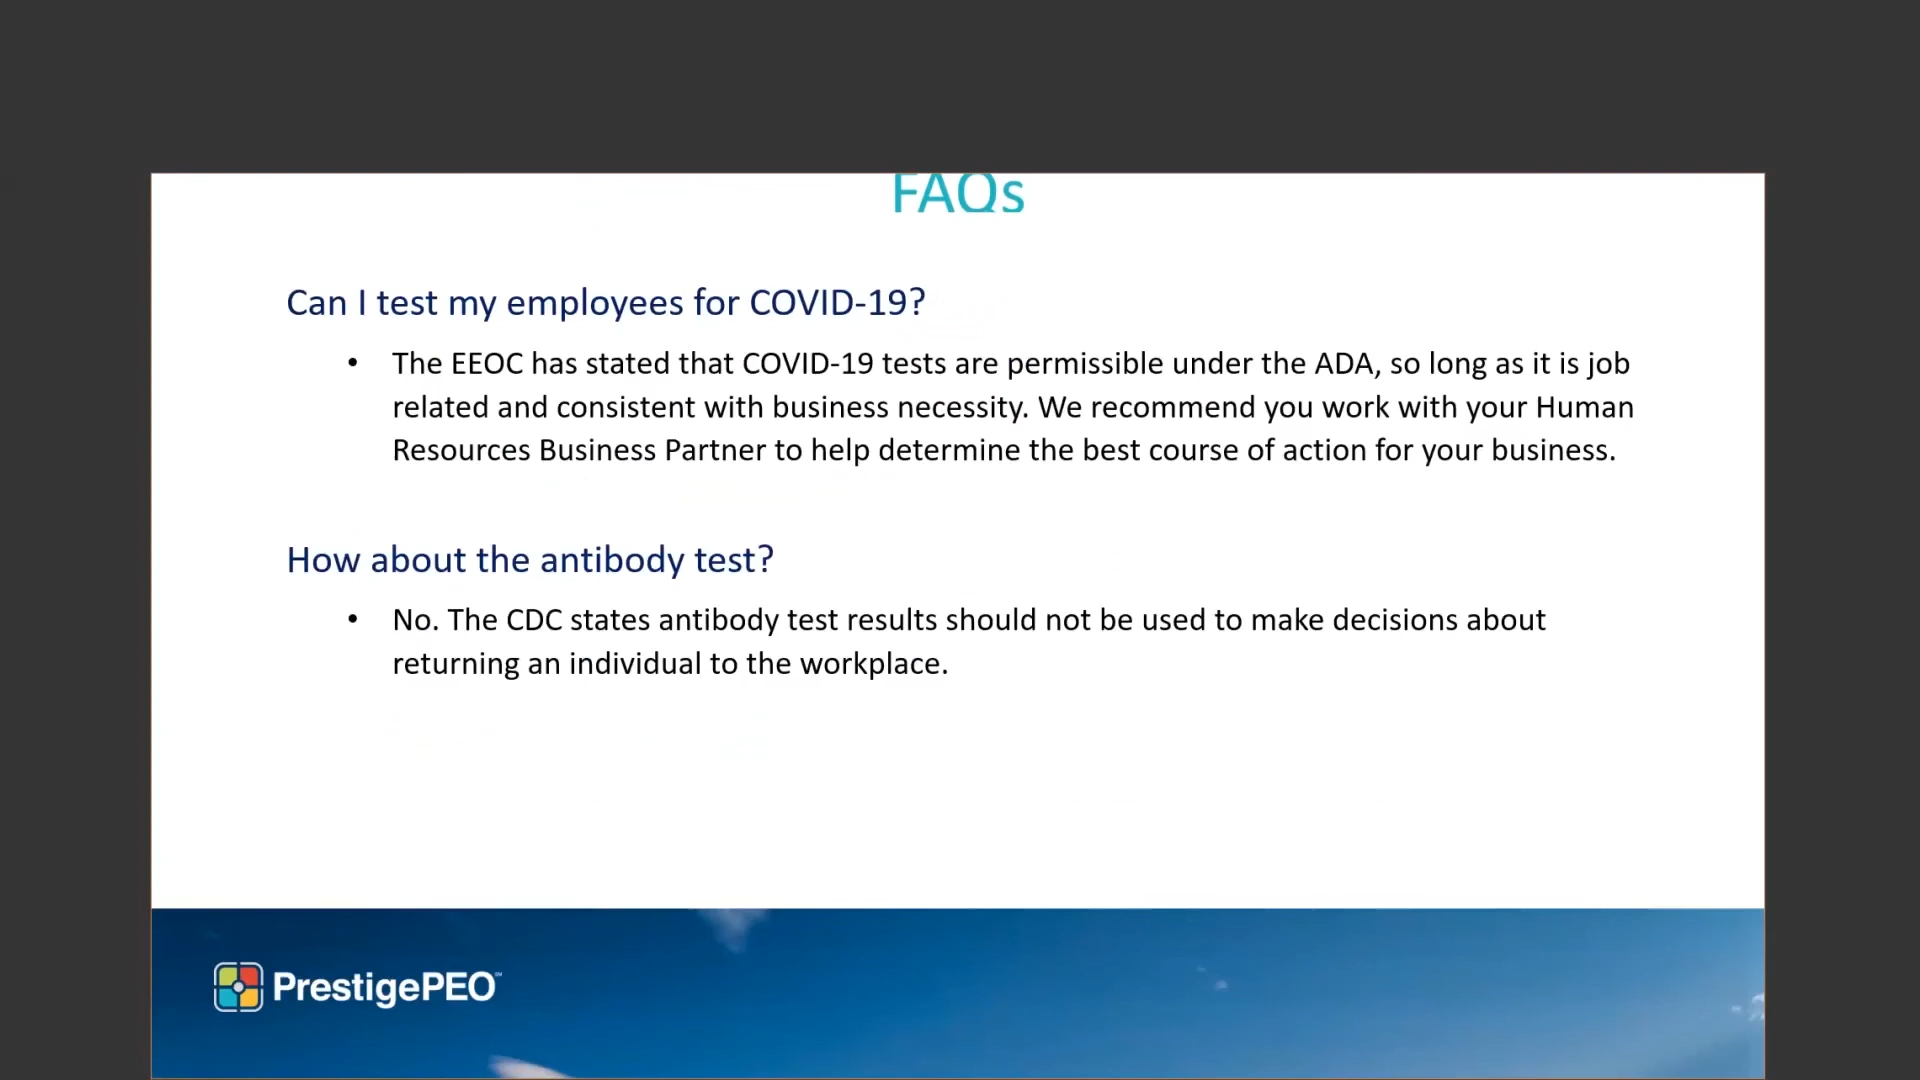 FAQs
Can I test my employees for COVID-19?
• The EEOC has stated that COVID-19 tests are permissible under the ADA, so long as it is job
related and consistent with business necessity. We recommend you work with your Human
Resources Business Partner to help determine the best course of action for your business.
How about the antibody test?
• No. The CDC states antibody test results should not be used to make decisions about
returning an individual to the workplace.
PrestigePEO™